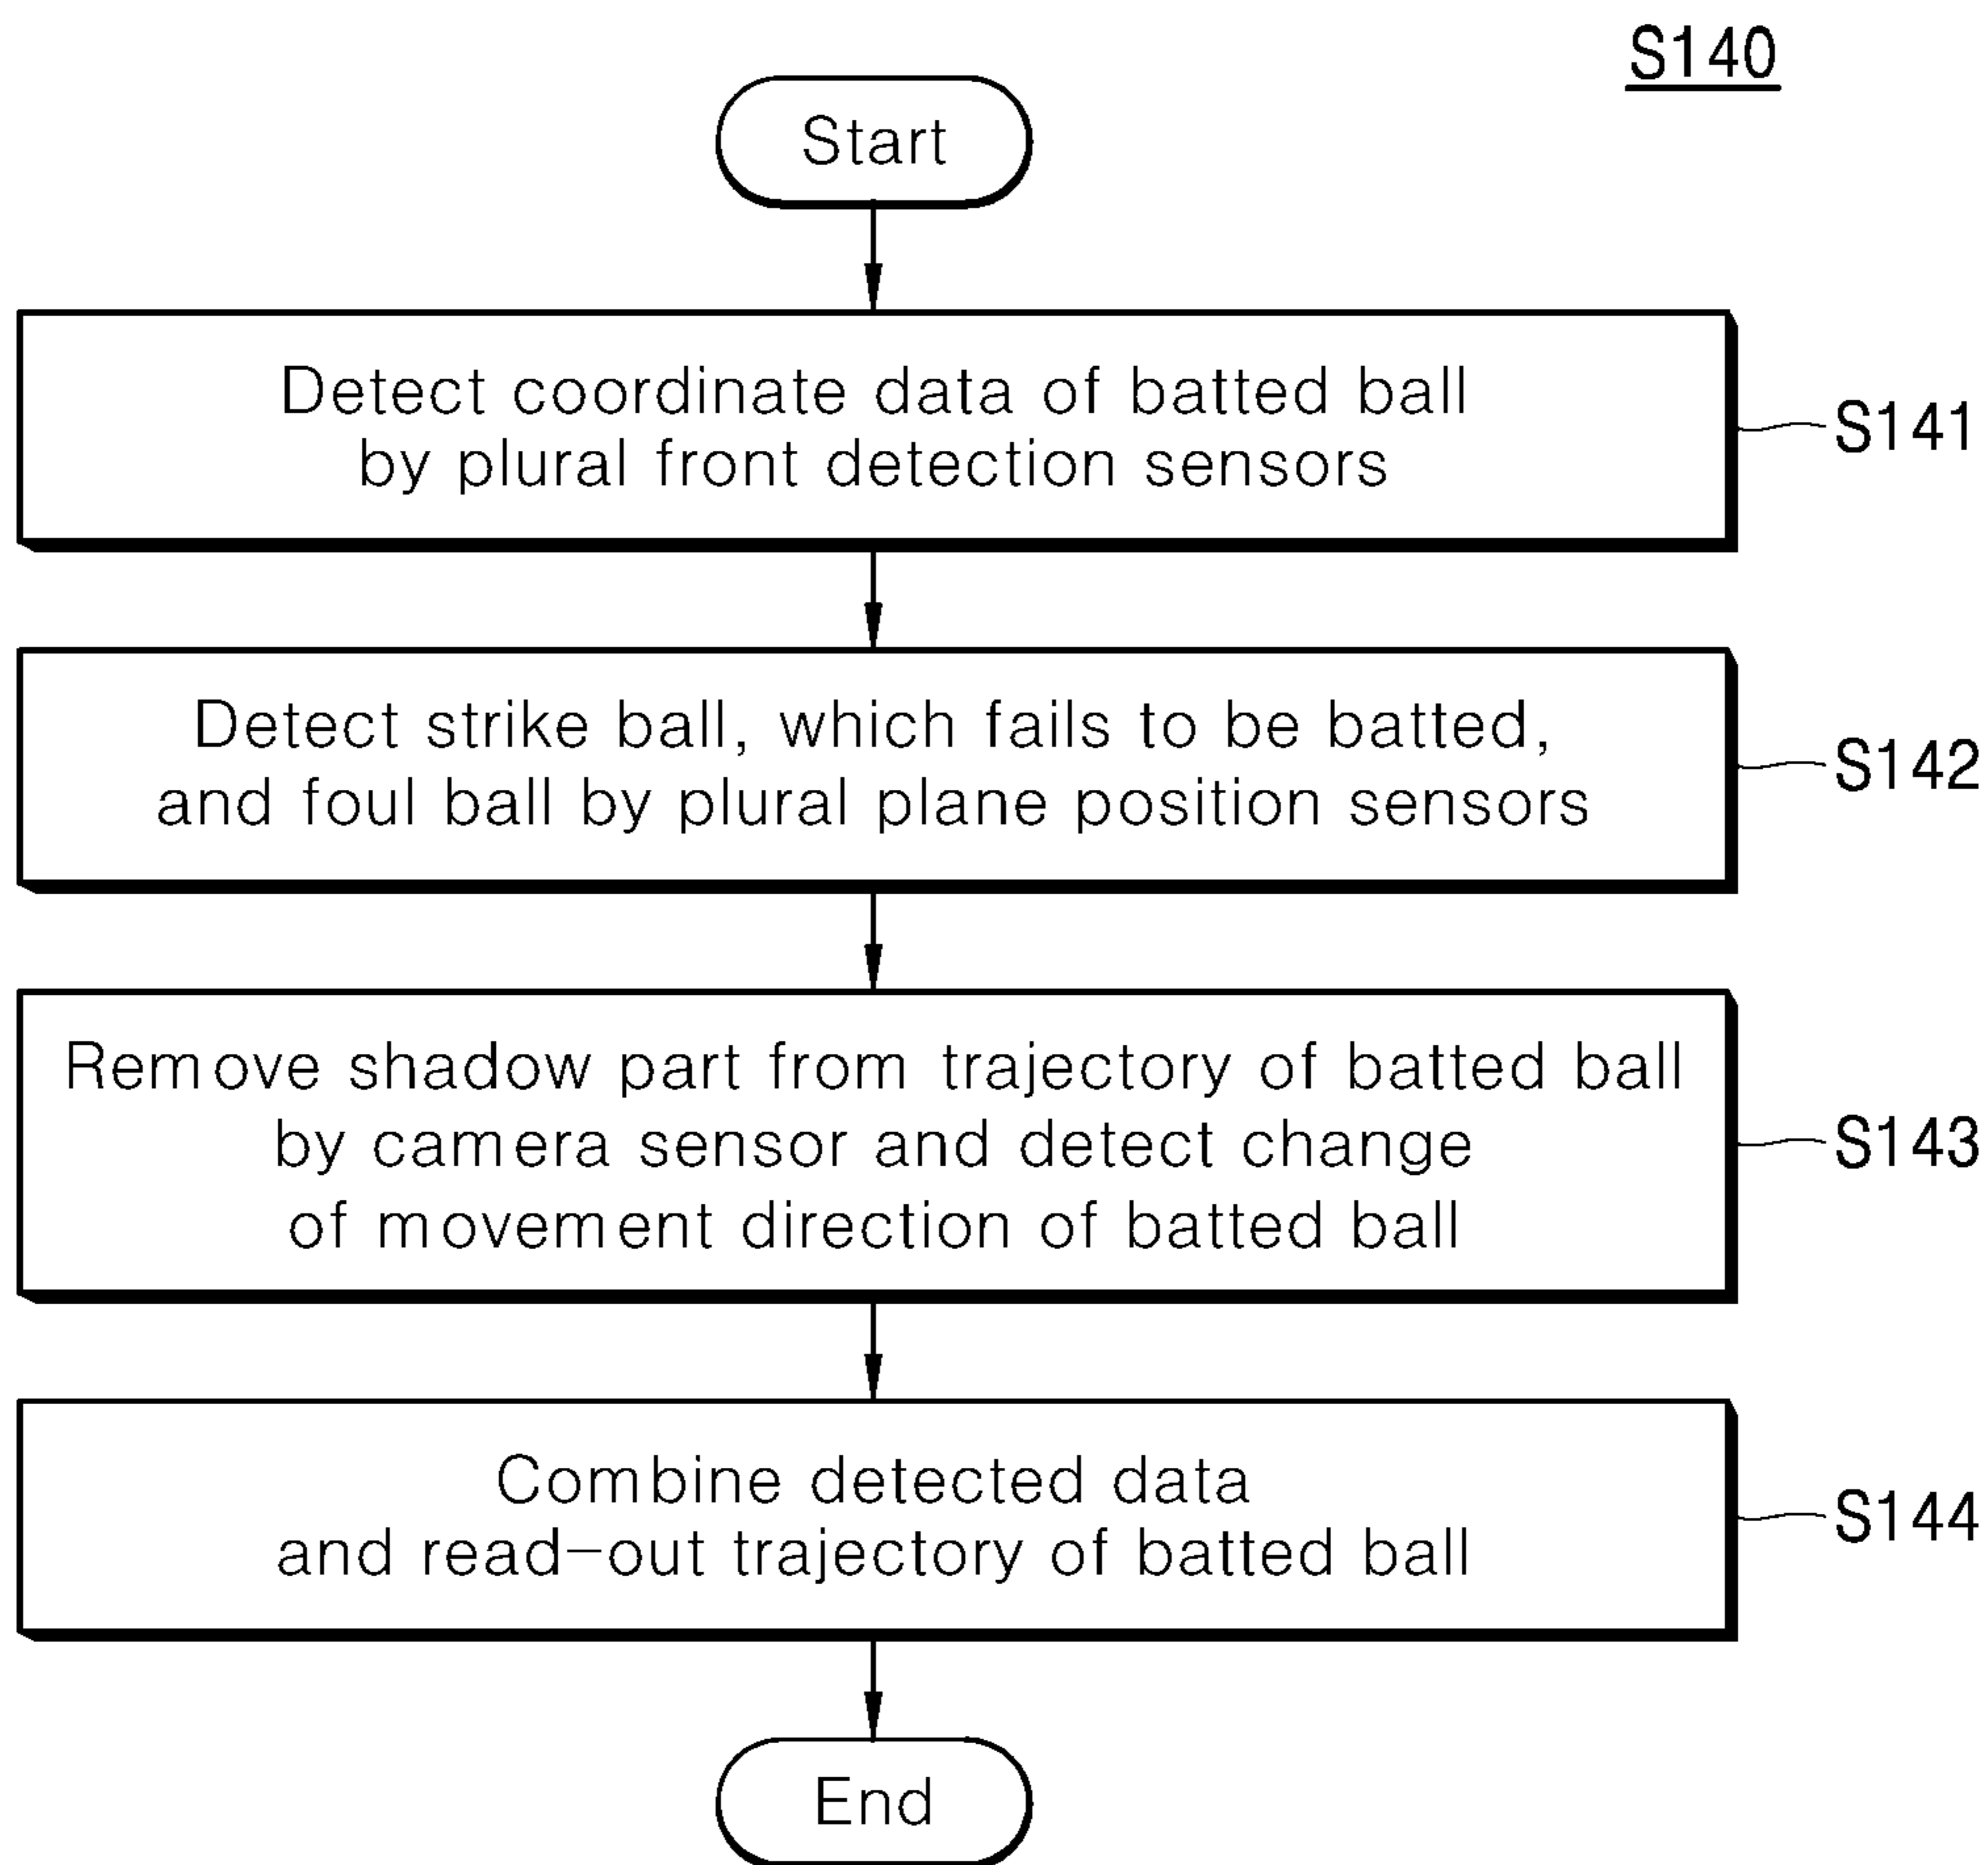 S140
Start
Detect coordinate data of batted ball
by plural front detection sensors
S141
Detect strike ball, which fails to be batted,
and foul ball by plural plane position sensors
S142
Remove shadow part from trajectory of batted ball
by camera sensor and detect change
of movement direction of batted ball
S143
Combine detected data
and read-out trajectory of batted ball
S144
End